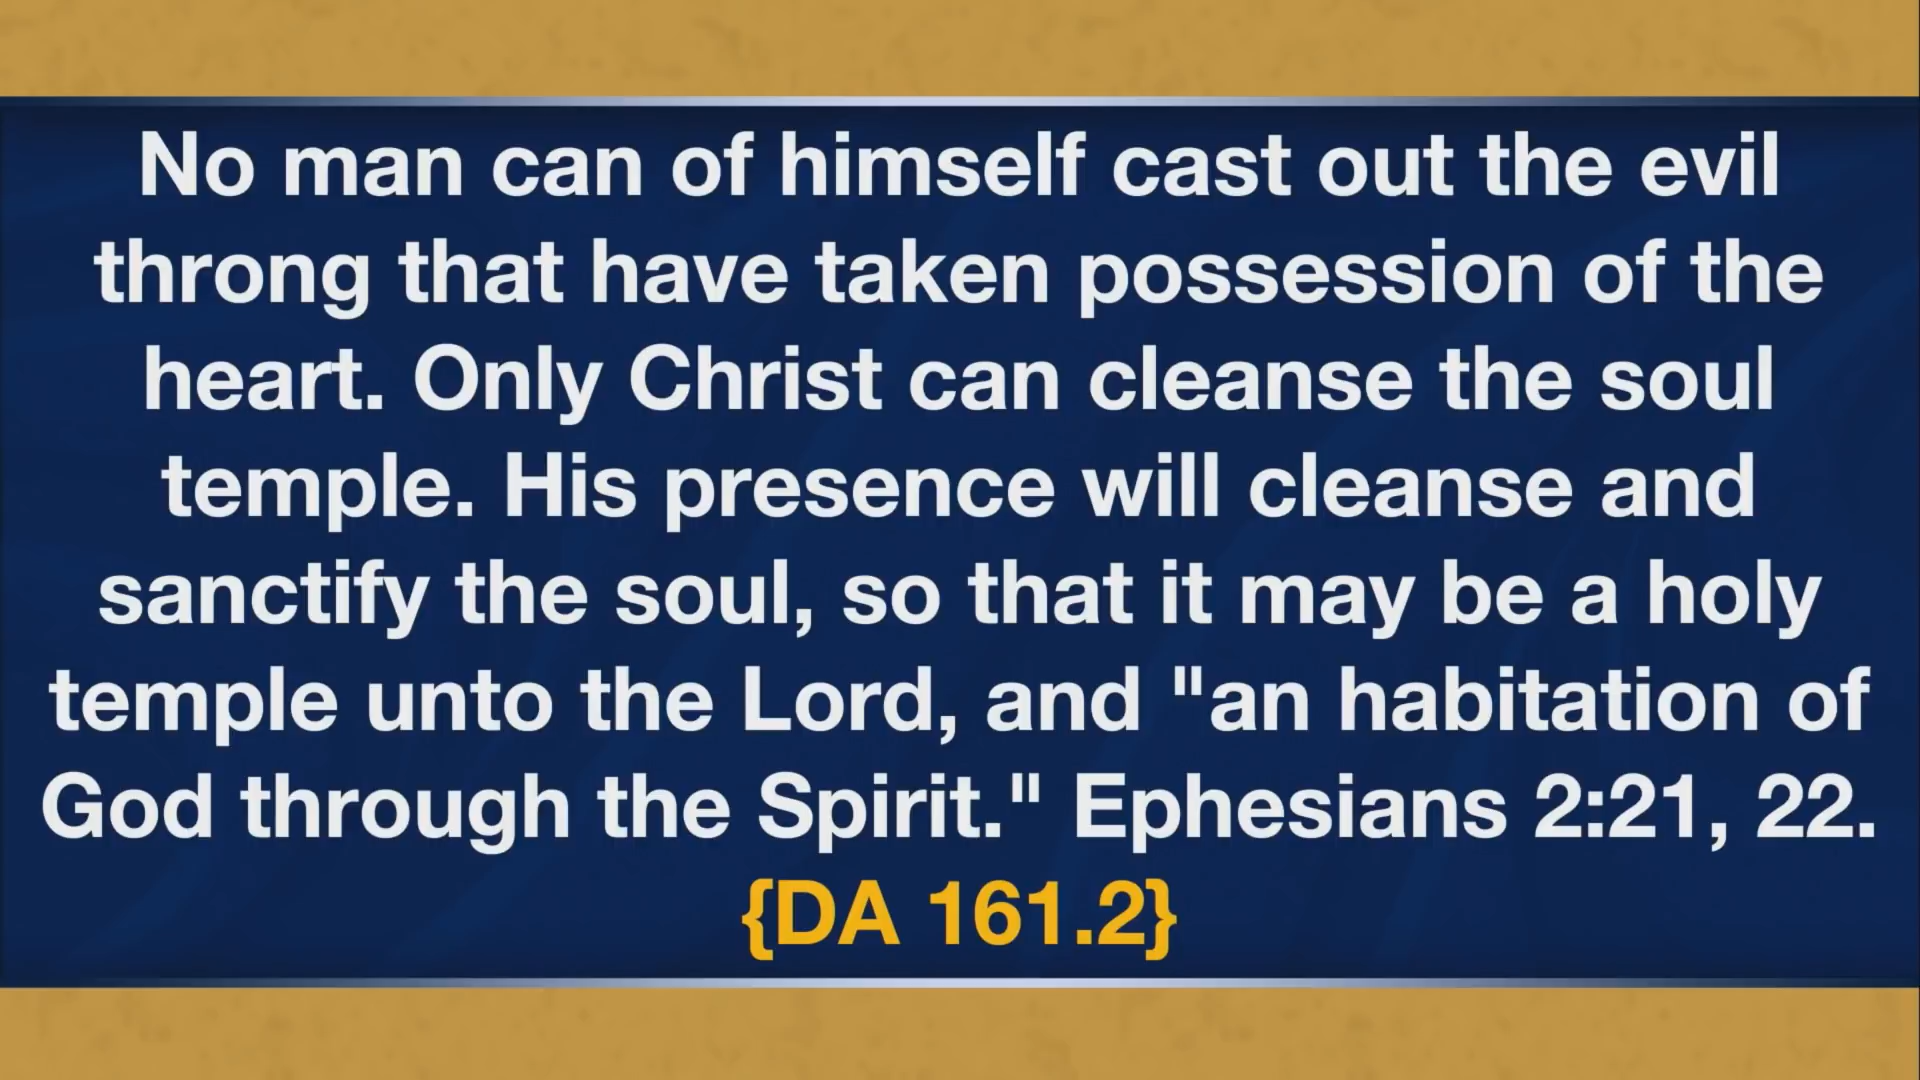 No man can of himself cast out the evil
throng that have taken possession of the
heart. Only Christ can cleanse the soul
temple. His presence will cleanse and
sanctify the soul, so that it may be a holy
temple unto the Lord, and "an habitation of
God through the Spirit." Ephesians 2:21, 22.
{DA 161.2}